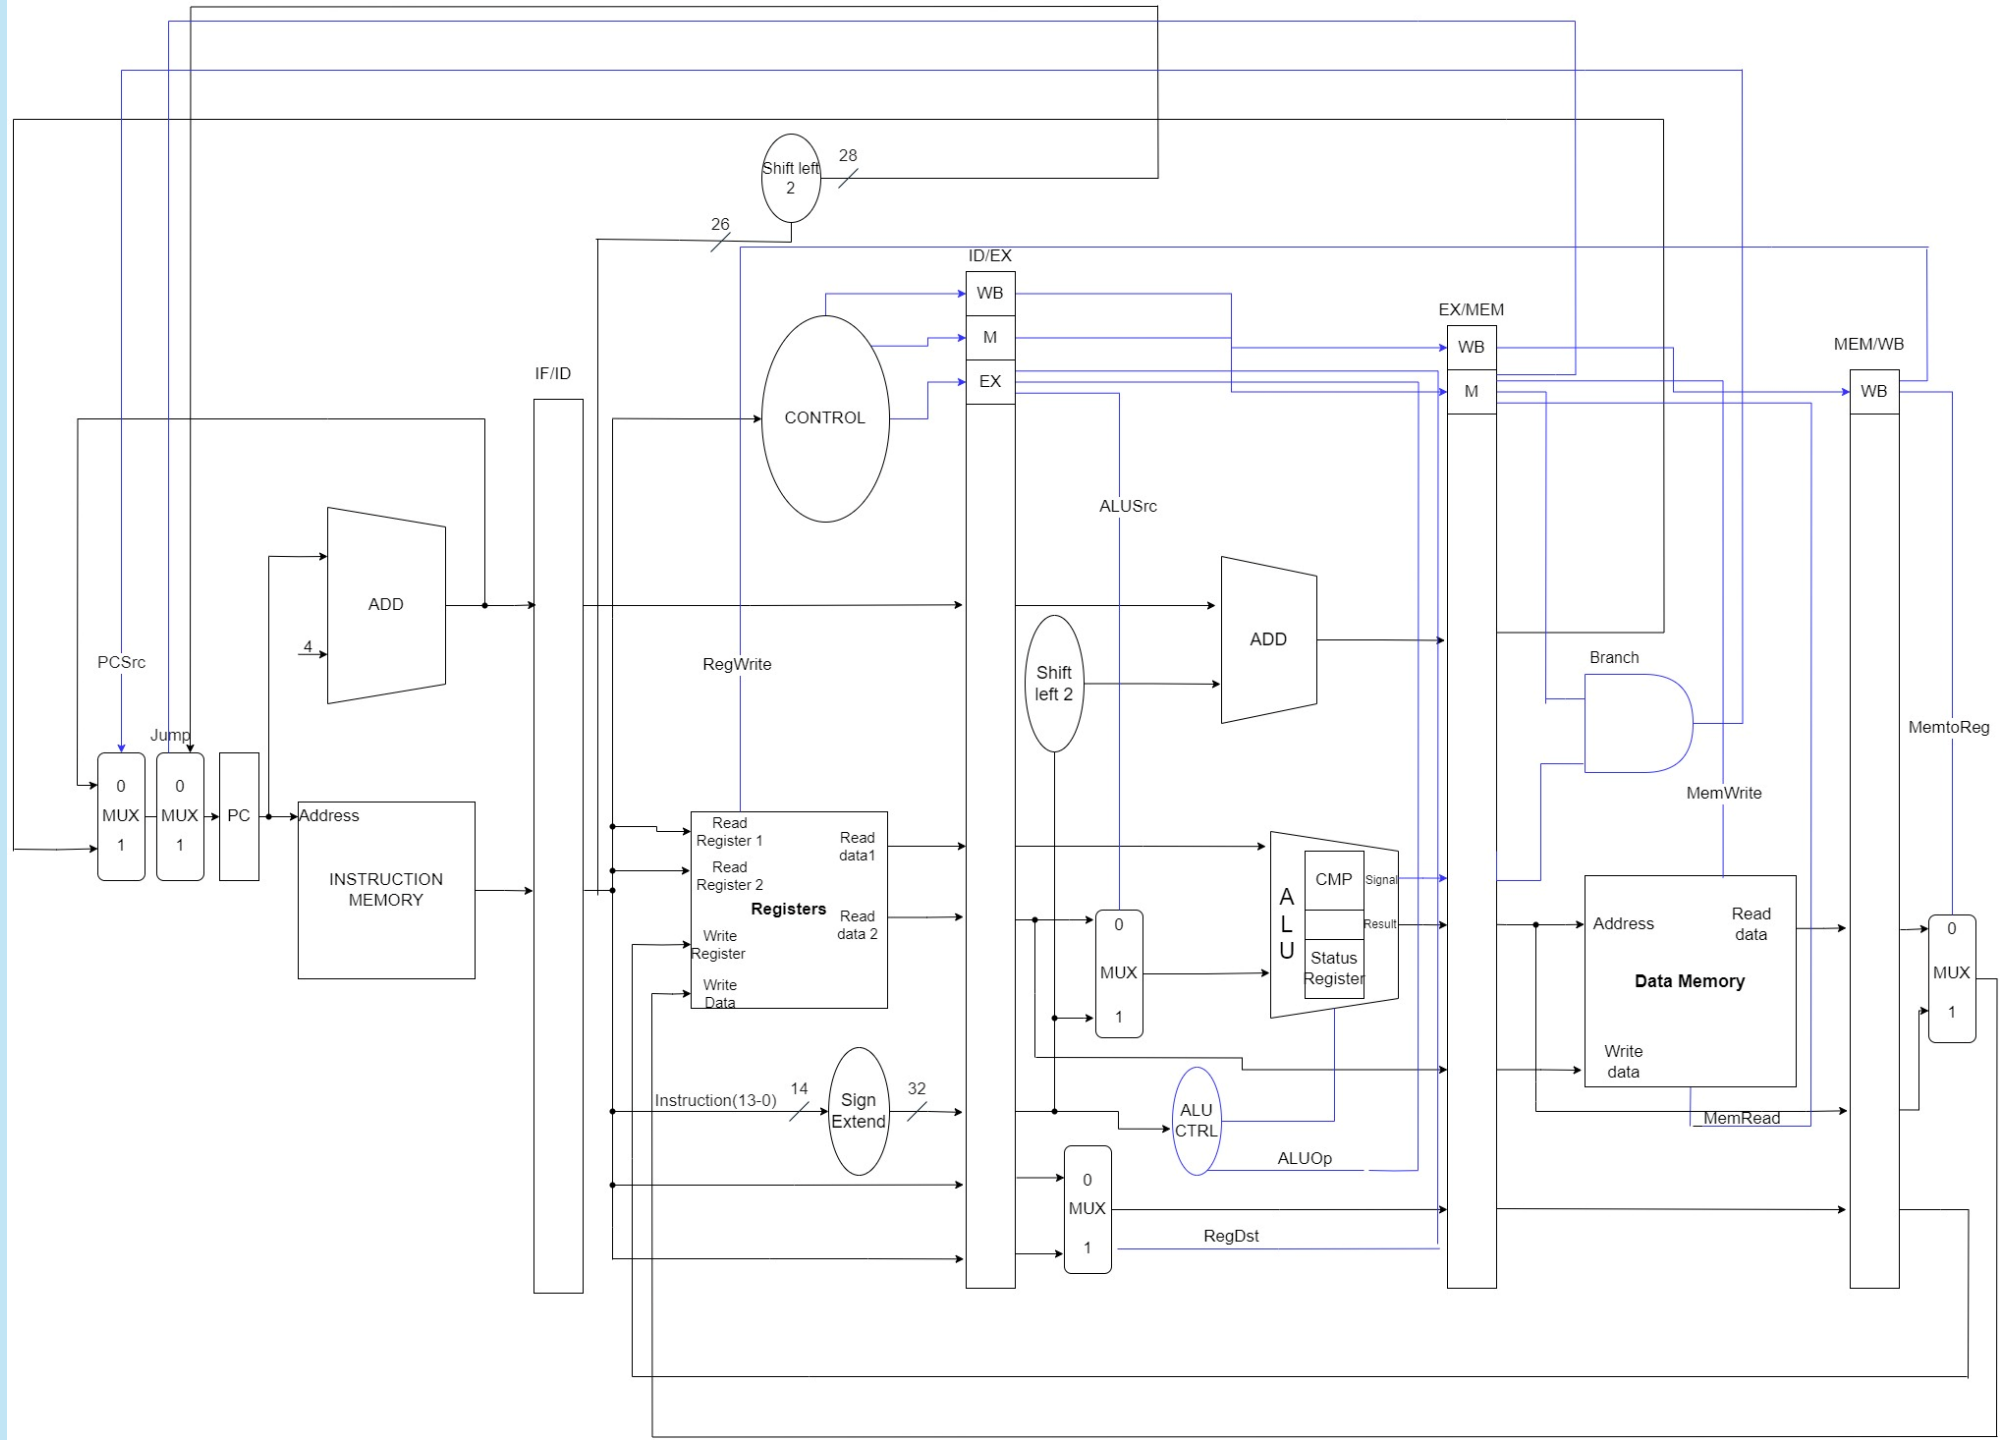 28
Shift left
2
26
ID/EX
WB
M
EX
CONTROL
EX/MEM
WB
M
MEM/WB
WB
IF/ID
ALUSrc
ADD
4
PCSrc
RegWrite
Shift
left 2
ADD
Branch
MemtoReg
MemWrite
Jump
0
MUX
1
0
MUX
1
PC
Address
INSTRUCTION
MEMORY
Read
Register 1
Read
Register 2
Registers
Write
Register
Write
Data
Read
data1
Read
data 2
0
MUX
1
A
L
U
CMP
Signal
Result
Status
Register
Address
Read
data
Data Memory
Write
data
MemRead
0
MUX
1
Instruction(13-0)
14
Sign
Extend
32
ALU
CTRL
ALUOp
0
MUX
1
RegDst